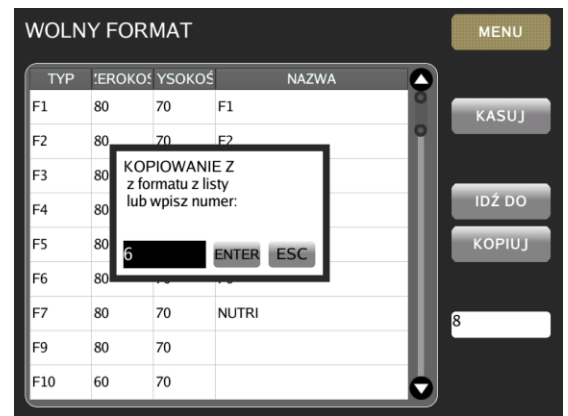 WOLNY FORMAT
MENU
TYP ZEROKOŚ YSOKOŚ NAZWA
F1 80 70 F1
KASUJ
F2 80 70 F2
KOPIOWANIE Z
F3 80
z formatu z listy
lub wpisz numer:
F4 80
IDŹ DO
F5 80
6 ENTER ESC
KOPIUJ
F6 80
F7 80 70 NUTRI
8
F9 80 70
F10 60 70